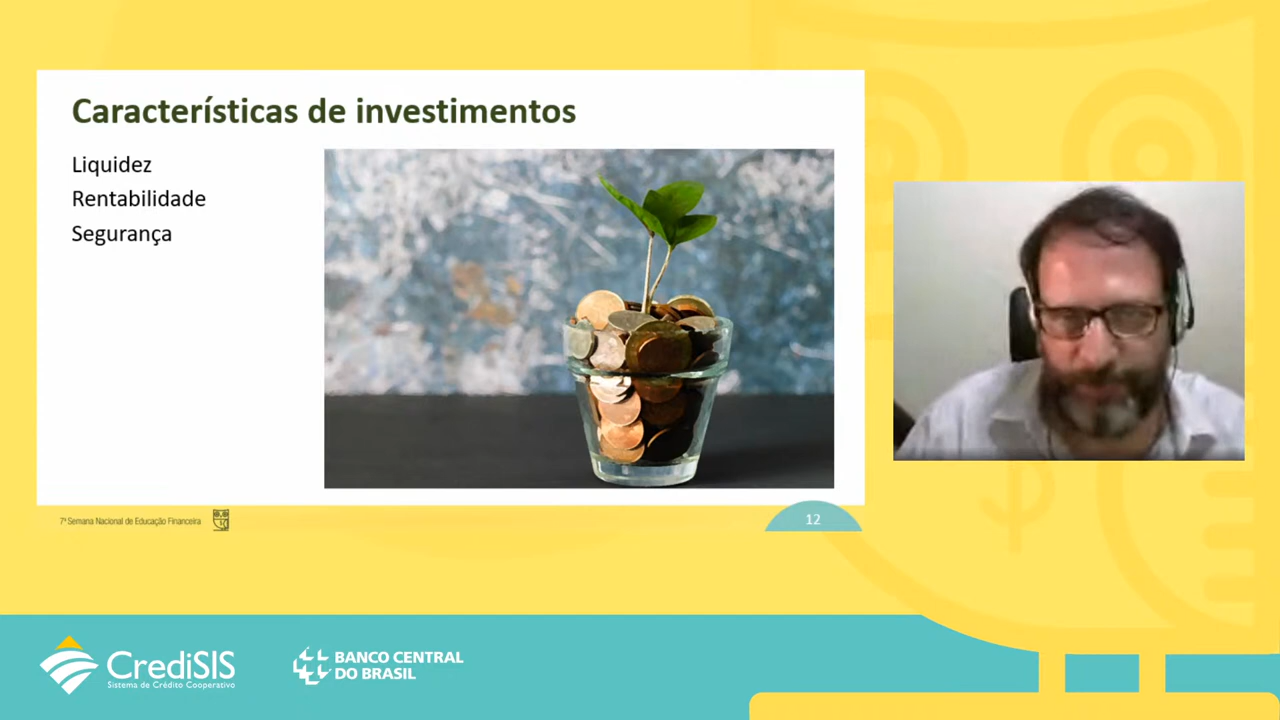 Características de investimentos
Liquidez
Rentabilidade
Segurança
7ª Semana Nacional de Educação Financeira
12
CrediSIS
Sistema de Crédito Cooperativo
BANCO CENTRAL
DO BRASIL